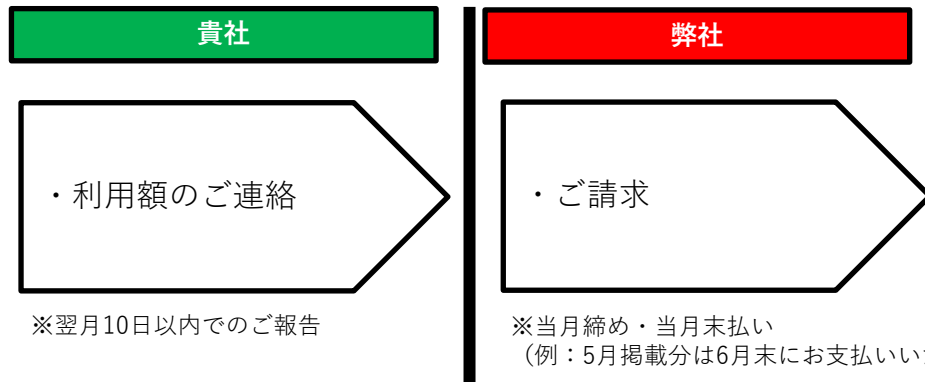 貴社
・利用額のご連絡
※翌月10日以内でのご報告
弊社
・ご請求
※当月締め・当月末払い
（例：5月掲載分は6月末にお支払いい